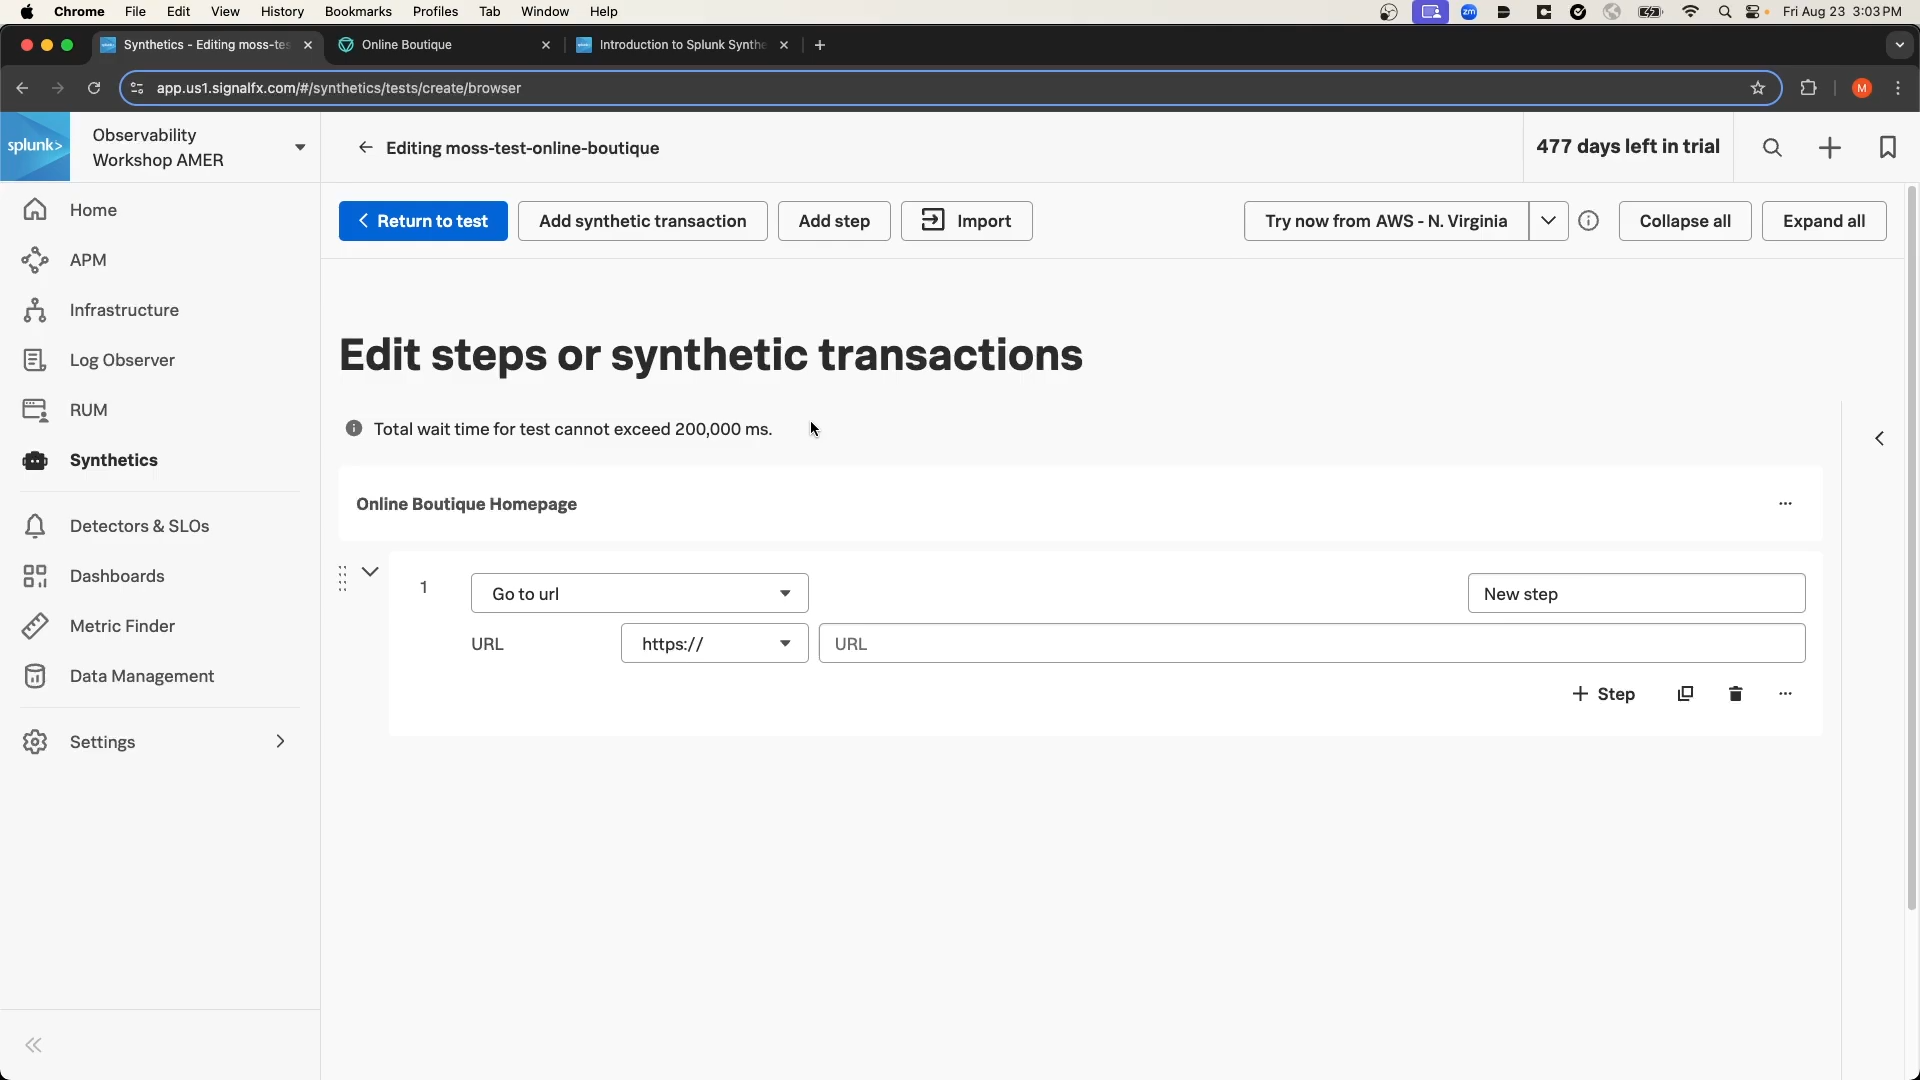 Chrome File Edit View History Bookmarks Profiles Tab Window Help zm Fri Aug 23 3:03 PM
Synthetics - Editing moss-tes Online Boutique Introduction to Splunk Synthe
app.us1.signalfx.com/#/synthetics/tests/create/browser M
splunk>
Observability
Workshop AMER
Editing moss-test-online-boutique
477 days left in trial
Home
APM
Infrastructure
Log Observer
RUM
Synthetics
Detectors & SLOs
Dashboards
Metric Finder
Data Management
Settings
Return to test Add synthetic transaction Add step Import Try now from AWS - N. Virginia Collapse all Expand all
Edit steps or synthetic transactions
Total wait time for test cannot exceed 200,000 ms.
Online Boutique Homepage
1 Go to url New step
URL https:// URL
+ Step